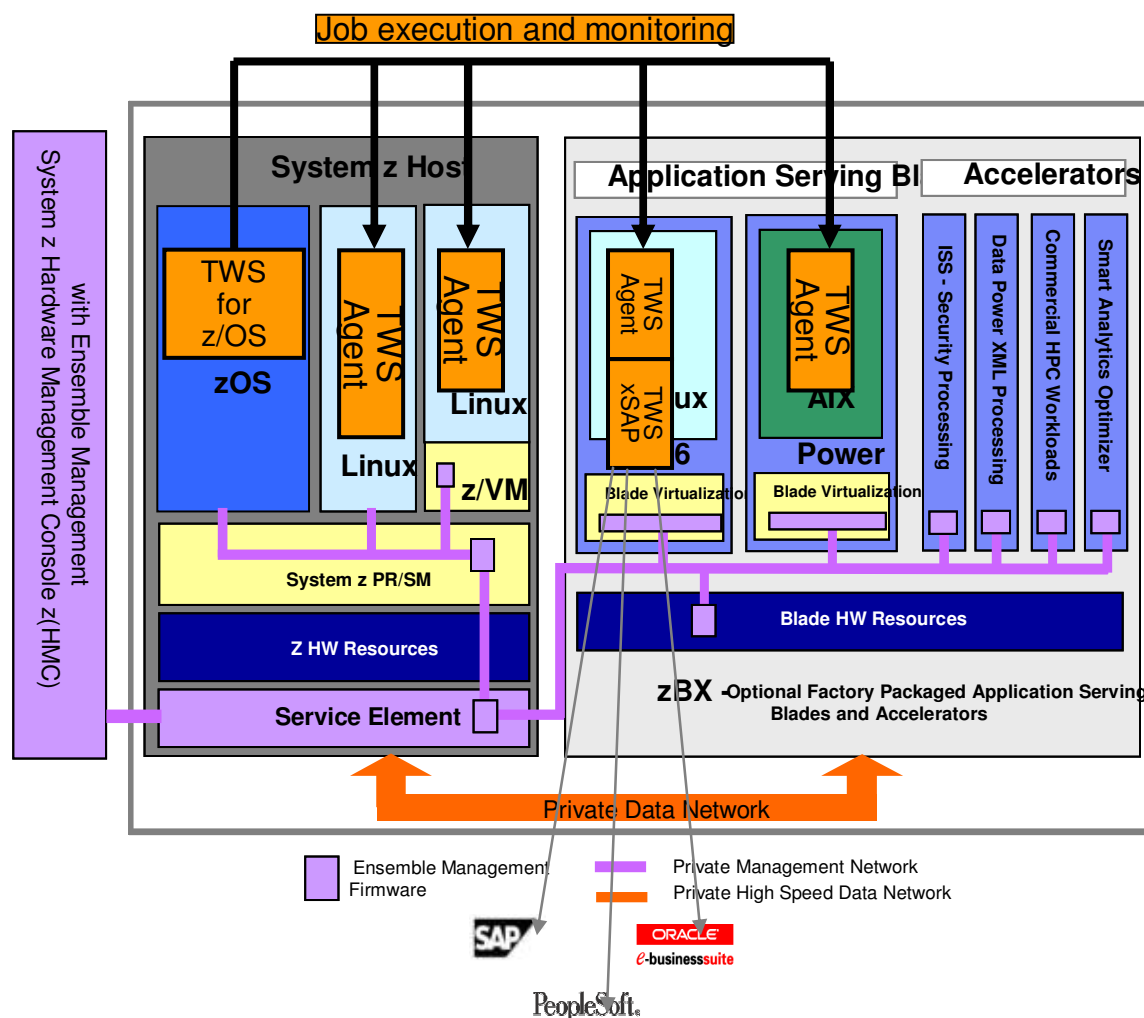 Job execution and monitoring
System z Hardware Management Console z(HMC)
with Ensemble Management
System z Host
TWS
for
z/OS
zOS
TWS
Agent
Linux
TWS
Agent
Linux
z/VM
System z PR/SM
Z HW Resources
Service Element
Application Serving Bl
Accelerators
TWS
Agent
TWS
xSAP
ux
6
Blade Virtualization
TWS
Agent
AIX
Power
Blade Virtualization
ISS - Security Processing
Data Power XML Processing
Commercial HPC Workloads
Smart Analytics Optimizer
Blade HW Resources
zBX -Optional Factory Packaged Application Serving
Blades and Accelerators
Private Data Network
Ensemble Management
Firmware
Private Management Network
Private High Speed Data Network
SAP
ORACLE
e-businesssuite
PeopleSoft.